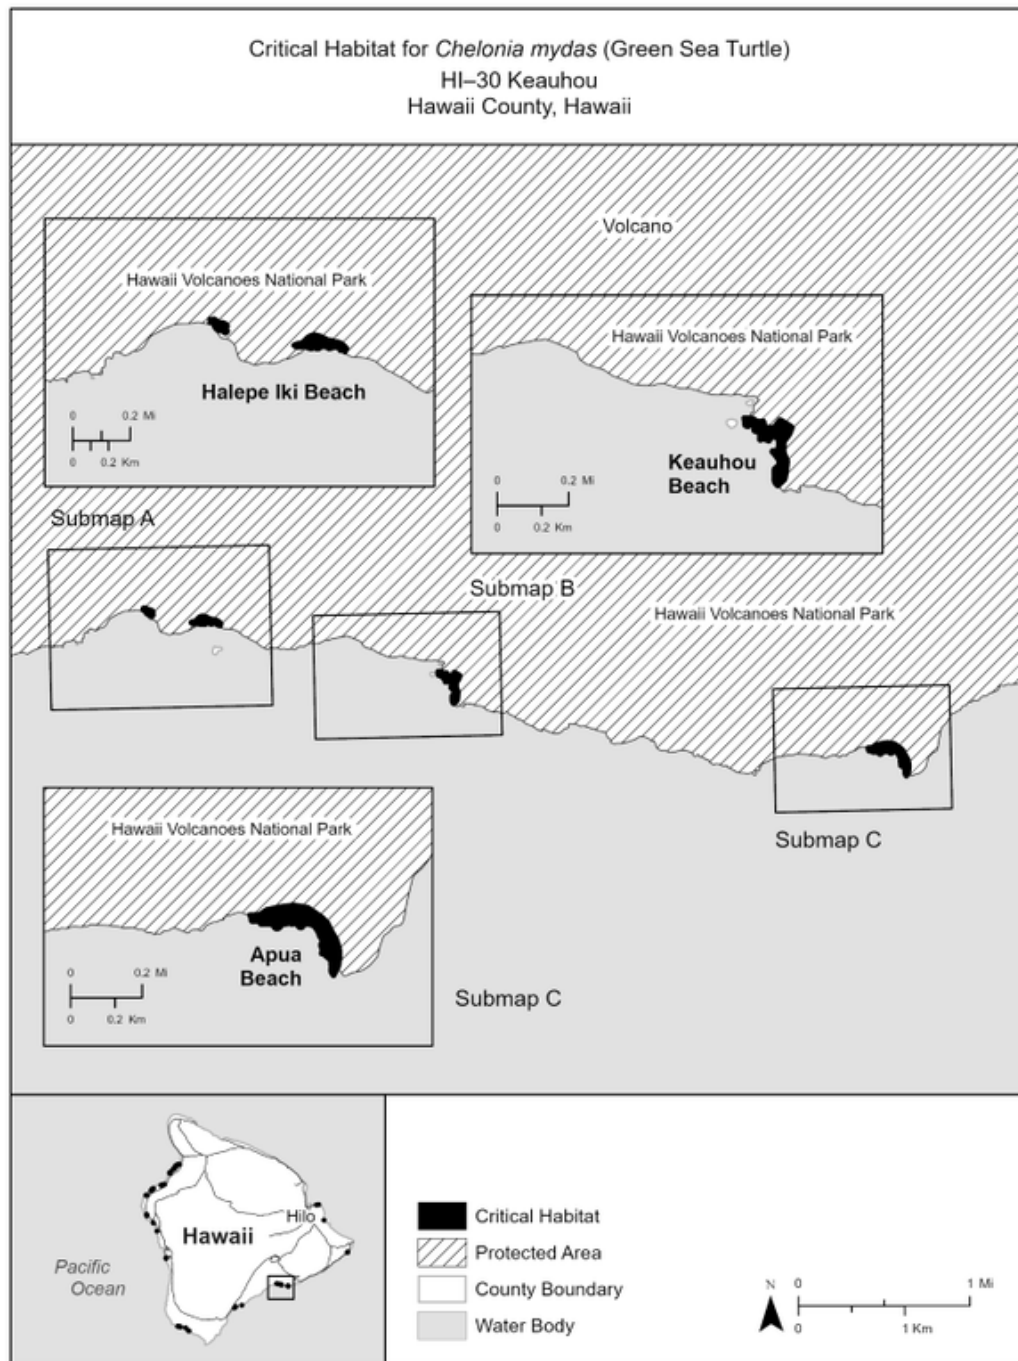 Critical Habitat for Chelonia mydas (Green Sea Turtle)
HI–30 Keauhou
Hawaii County, Hawaii
Volcano
Hawaii Volcanoes National Park
Halepe Iki Beach
0 0.2 Mi
0 0.2 Km
Submap A
Hawaii Volcanoes National Park
Keauhou
Beach
0 0.2 Mi
0 0.2 Km
Submap B
Hawaii Volcanoes National Park
Submap C
Hawaii Volcanoes National Park
Apua
Beach
0 0.2 Mi
0 0.2 Km
Submap C
Hilo
Hawaii
Pacific
Ocean
Critical Habitat
Protected Area
County Boundary
Water Body
N
0 1 Mi
0 1 Km